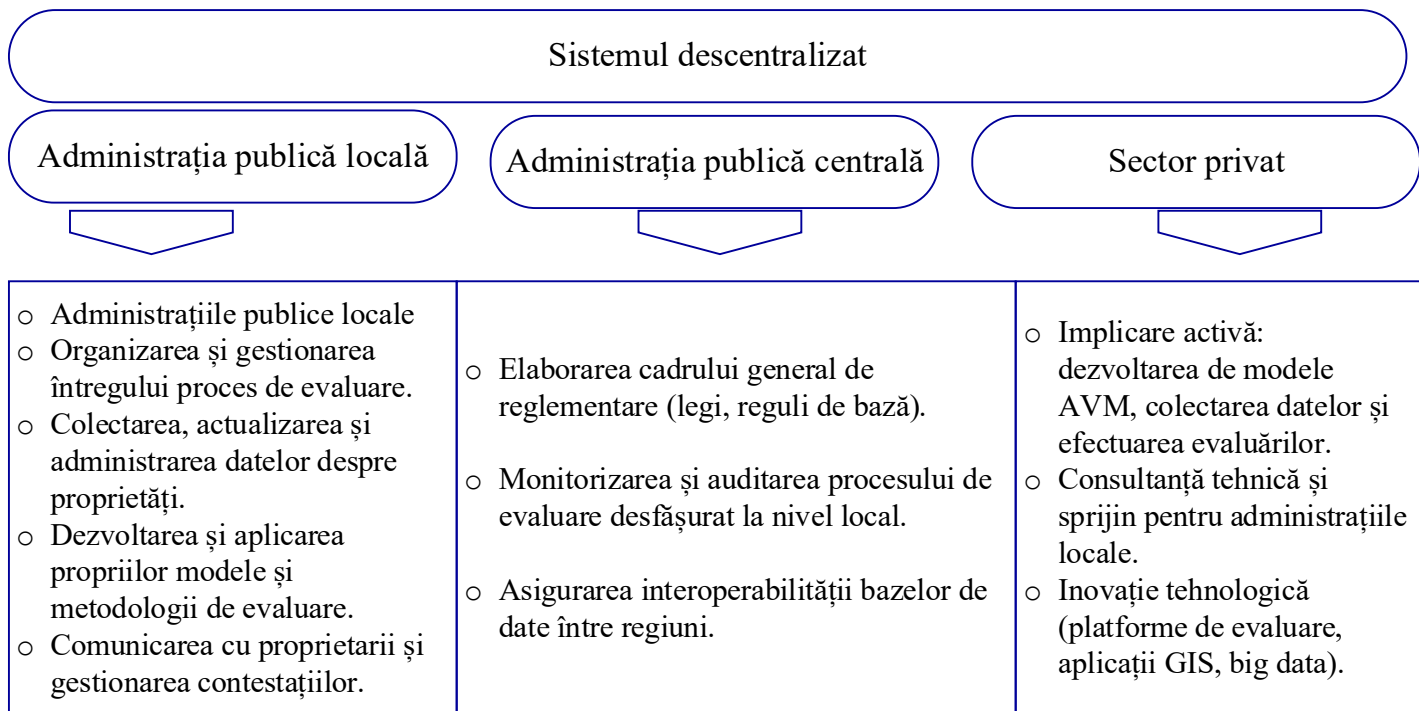 Sistemul descentralizat
Administrația publică locală
Administrația publică centrală
Sector privat
o Administrațiile publice locale
o Organizarea și gestionarea
întregului proces de evaluare.
o Colectarea, actualizarea și
administrarea datelor despre
proprietăți.
o Dezvoltarea și aplicarea
propriilor modele și
metodologii de evaluare.
o Comunicarea cu proprietarii și
gestionarea contestațiilor.
o Elaborarea cadrului general de
reglementare (legi, reguli de bază).
o Monitorizarea și auditarea procesului de
evaluare desfășurat la nivel local.
o Asigurarea interoperabilității bazelor de
date între regiuni.
o Implicare activă:
dezvoltarea de modele
AVM, colectarea datelor și
efectuarea evaluărilor.
o Consultanță tehnică și
sprijin pentru administrațiile
locale.
o Inovație tehnologică
(platforme de evaluare,
aplicații GIS, big data).